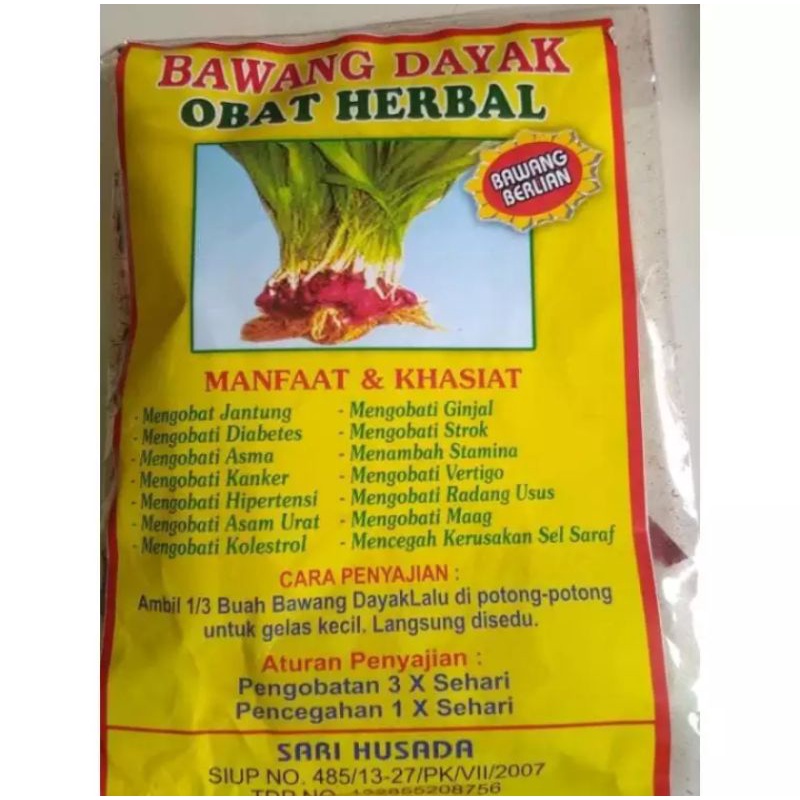 BAWANG DAYAK
OBAT HERBAL
BAWANG
BERLIAN
MANFAAT & KHASIAT
- Mengobat Jantung
- Mengobati Diabetes
- Mengobati Asma
- Mengobati Kanker
- Mengobati Hipertensi
- Mengobati Asam Urat
- Mengobati Kolestrol
- Mengobati Ginjal
- Mengobati Strok
- Menambah Stamina
- Mengobati Vertigo
- Mengobati Radang Usus
- Mengobati Maag
- Mencegah Kerusakan Sel Saraf
CARA PENYAJIAN :
Ambil 1/3 Buah Bawang DayakLalu di potong-potong
untuk gelas kecil. Langsung disedu.
Aturan Penyajian :
Pengobatan 3 X Sehari
Pencegahan 1 X Sehari
SARI HUSADA
SIUP NO. 485/13-27/PK/VII/2007
TDP NO.